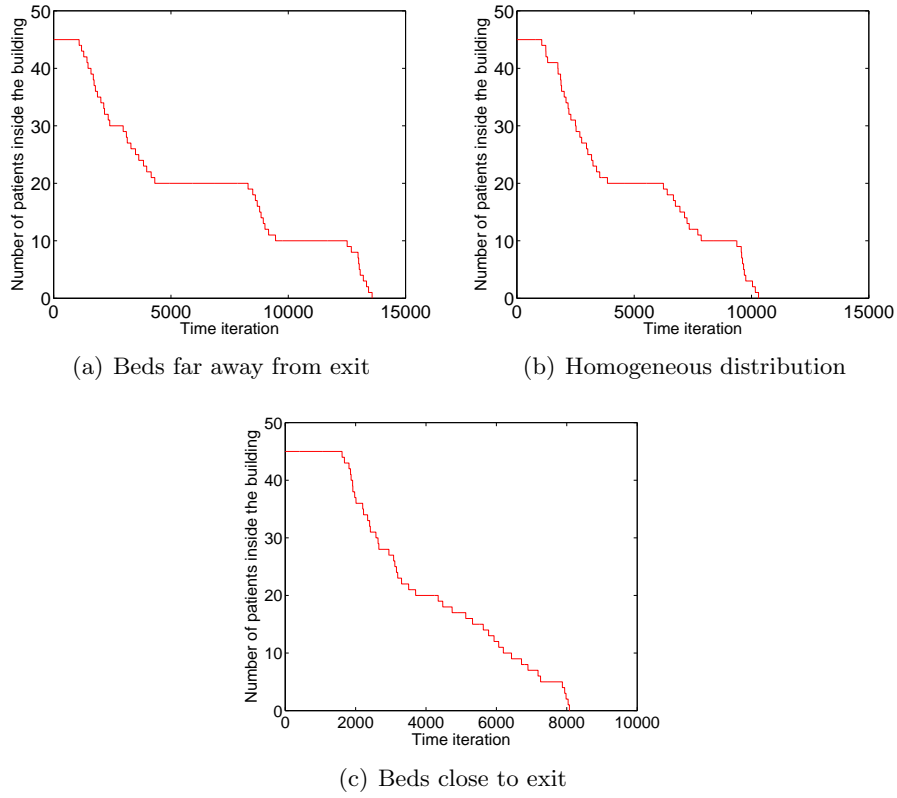 Number of patients inside the building
50
40
30
20
10
0
0 5000 10000 15000
Time iteration
(a) Beds far away from exit
Number of patients inside the building
50
40
30
20
10
0
0 5000 10000 15000
Time iteration
(b) Homogeneous distribution
Number of patients inside the building
50
40
30
20
10
0
0 2000 4000 6000 8000 10000
Time iteration
(c) Beds close to exit